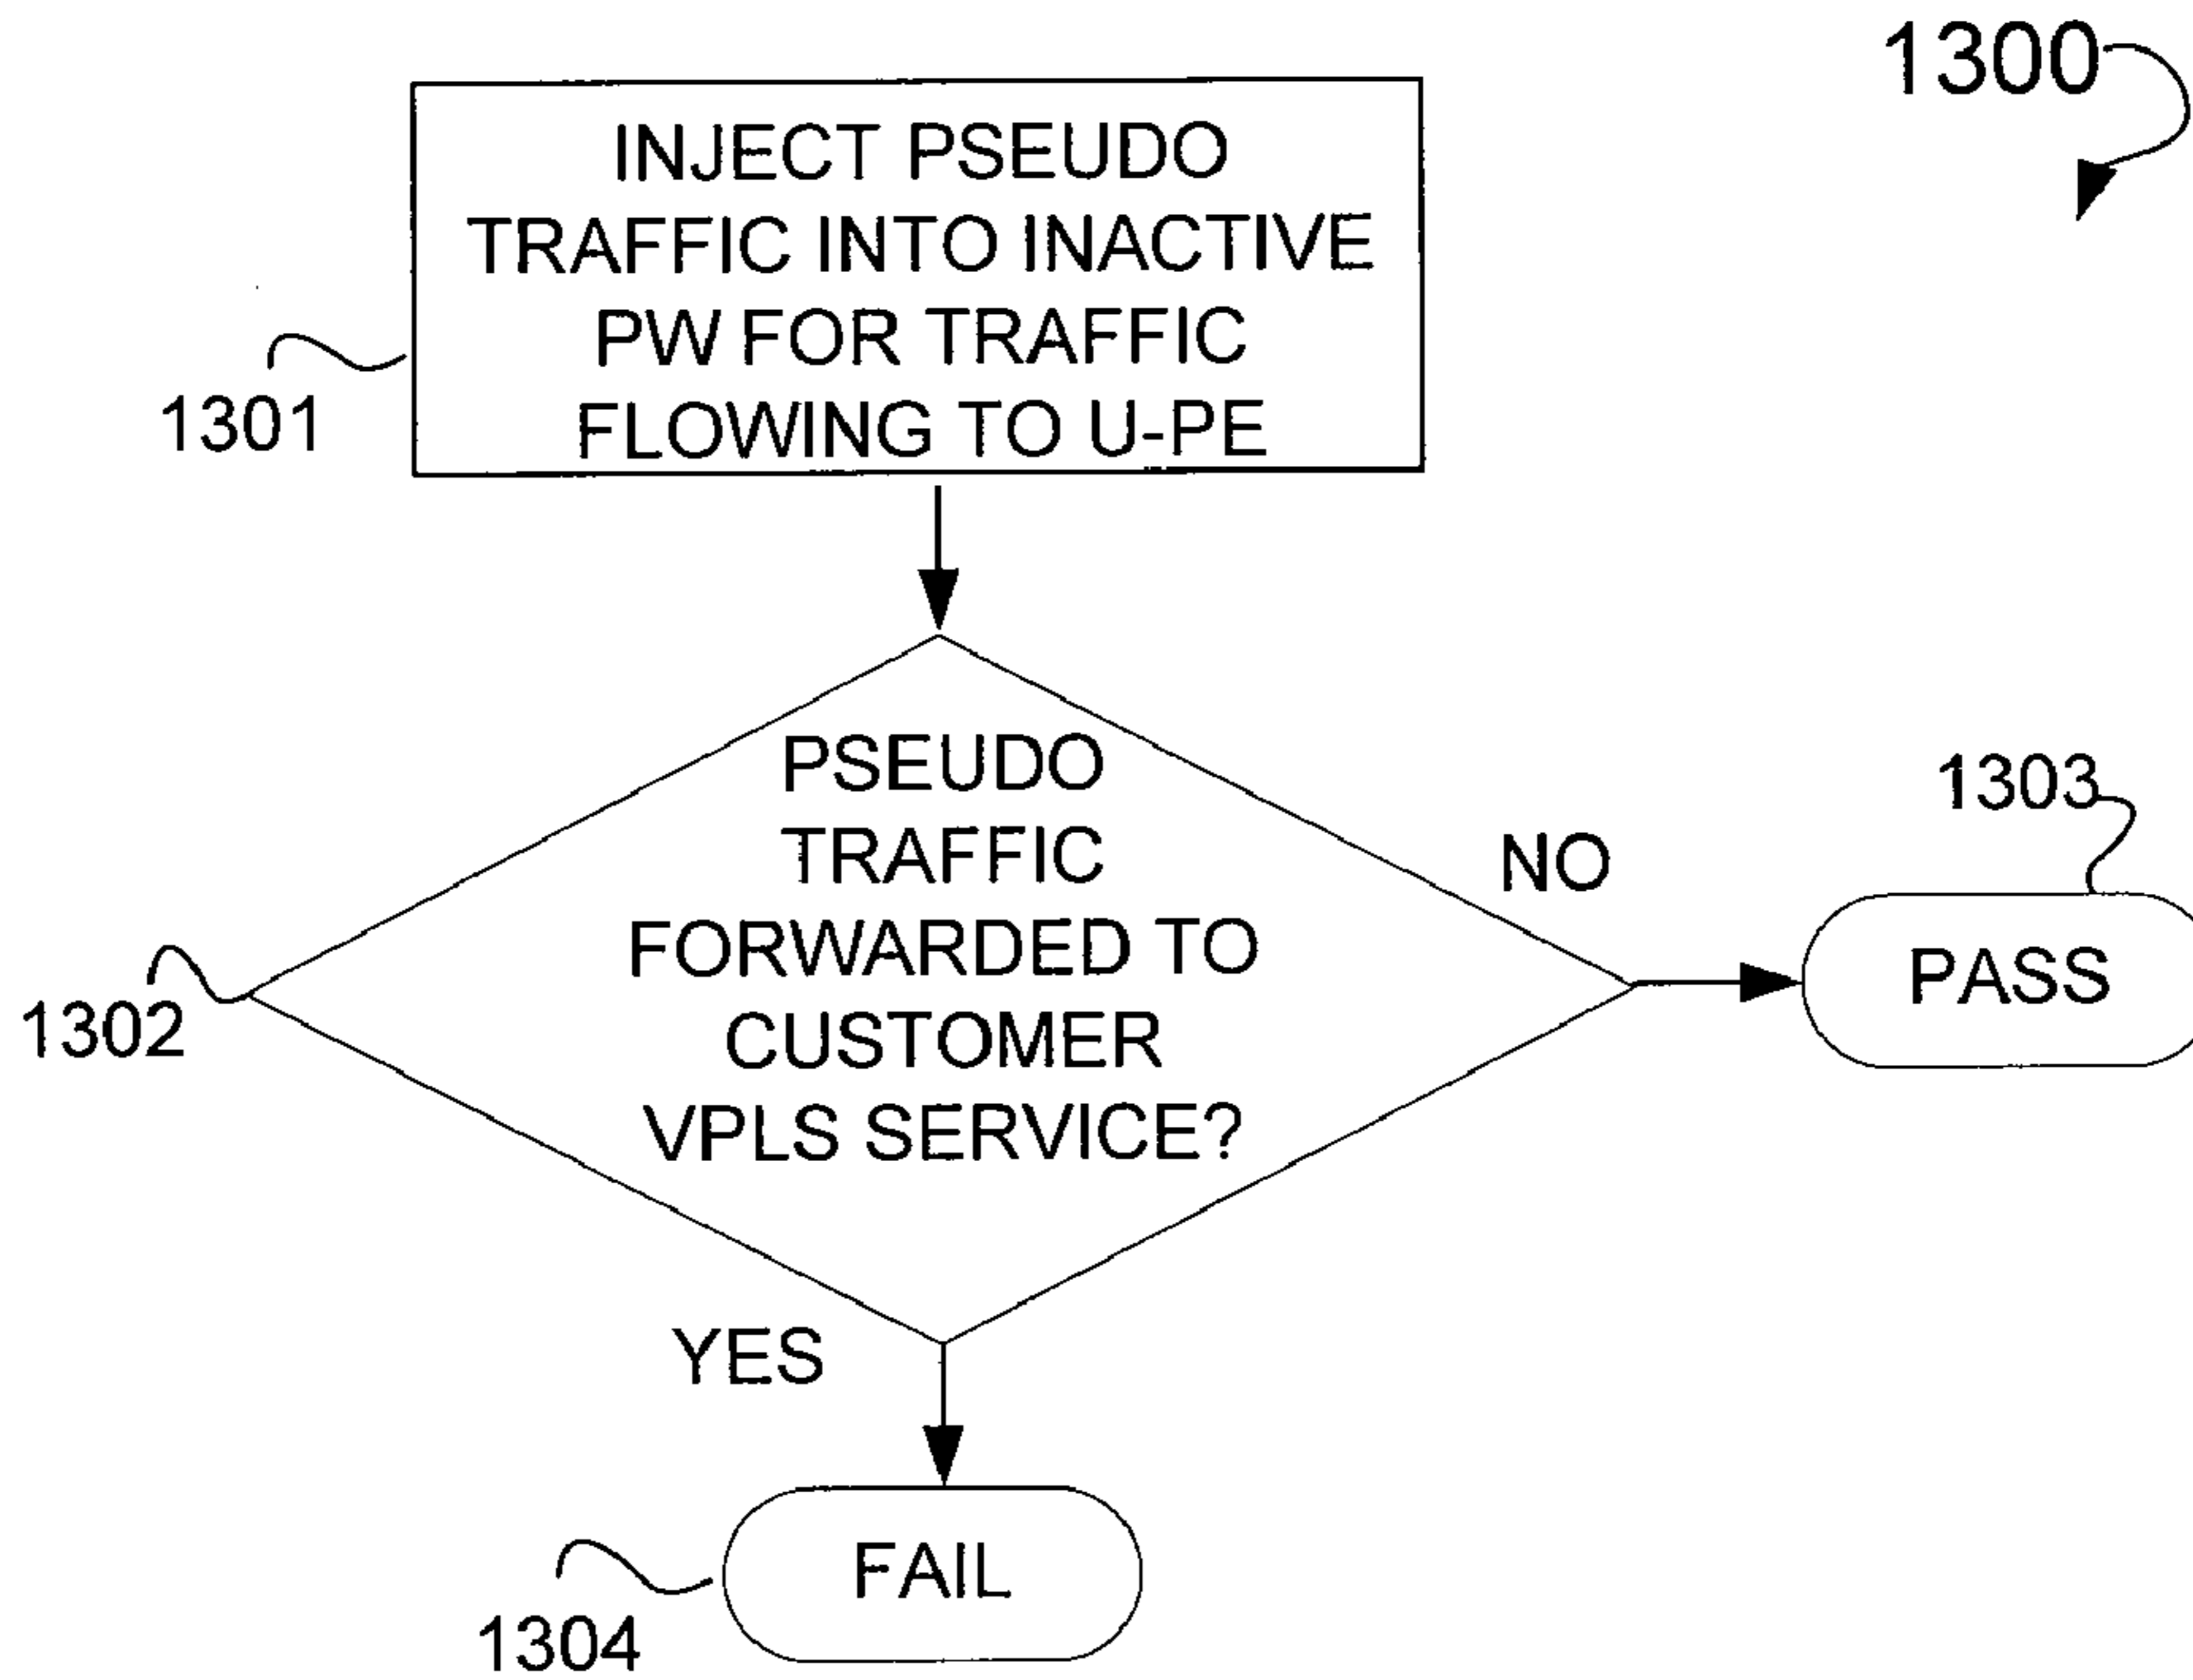 1300
INJECT PSEUDO
TRAFFIC INTO INACTIVE
PW FOR TRAFFIC
FLOWING TO U-PE
1301
PSEUDO
TRAFFIC
FORWARDED TO
CUSTOMER
VPLS SERVICE?
1302
NO
1303
PASS
YES
FAIL
1304